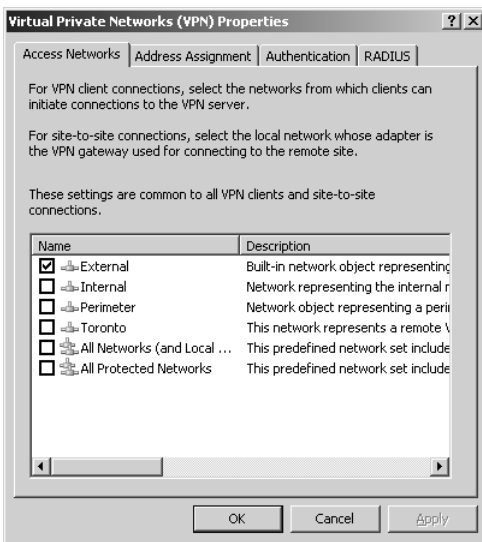 Virtual Private Networks (VPN) Properties
Access Networks Address Assignment Authentication RADIUS
For VPN client connections, select the networks from which clients can
initiate connections to the VPN server.
For site-to-site connections, select the local network whose adapter is
the VPN gateway used for connecting to the remote site.
These settings are common to all VPN clients and site-to-site
connections.
Name Description
External Built-in network object representing
Internal Network representing the internal
Perimeter Network object representing a
Toronto This network represents a remote
All Networks (and Local ... This predefined network set include
All Protected Networks This predefined network set include
OK Cancel Apply